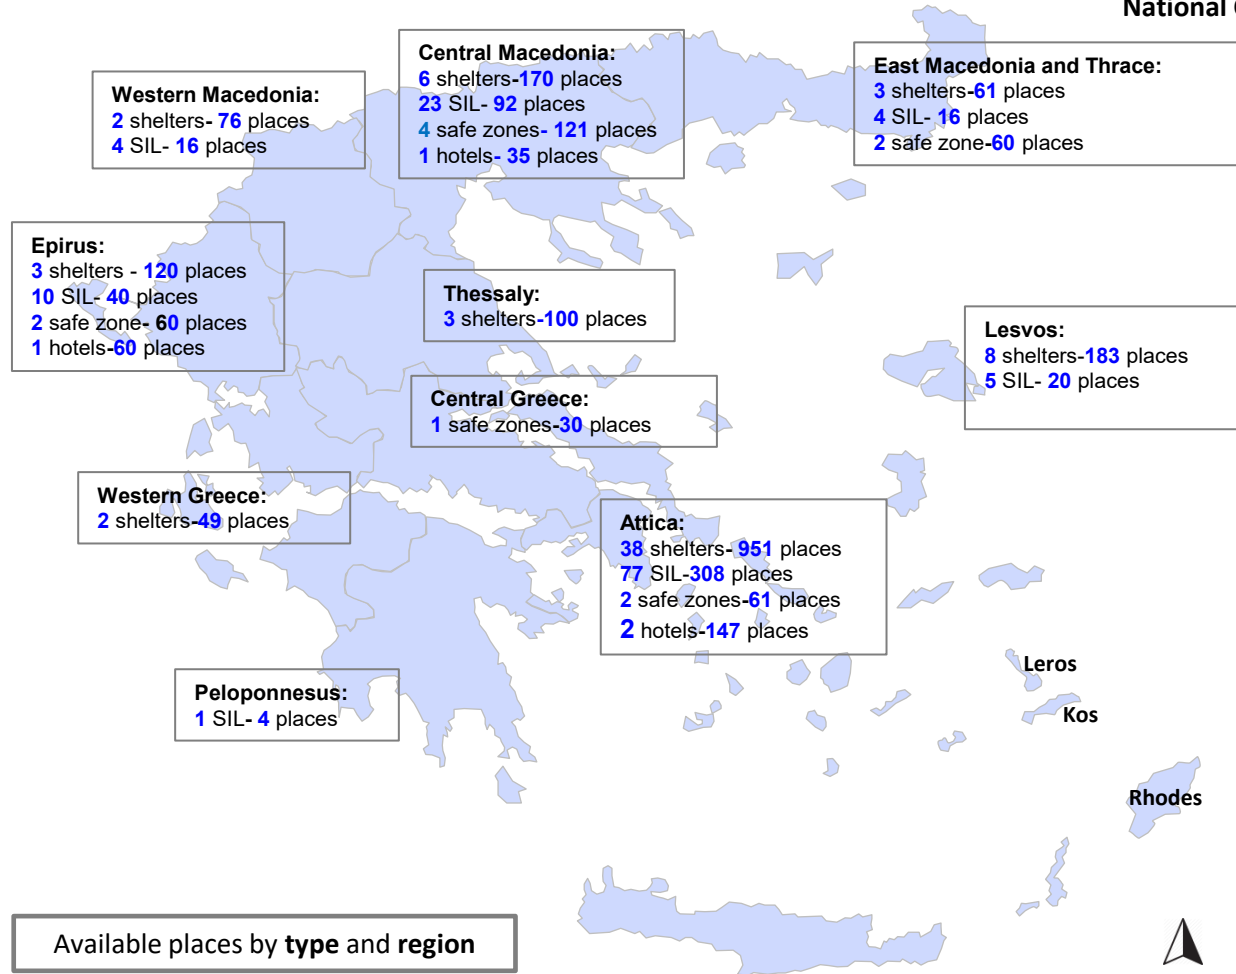 National
Central Macedonia:
6 shelters-170 places
23 SIL- 92 places
4 safe zones- 121 places
1 hotels- 35 places
East Macedonia and Thrace:
3 shelters-61 places
4 SIL- 16 places
2 safe zone-60 places
Western Macedonia:
2 shelters- 76 places
4 SIL- 16 places
Epirus:
3 shelters - 120 places
10 SIL- 40 places
2 safe zone- 60 places
1 hotels-60 places
Thessaly:
3 shelters-100 places
Lesvos:
8 shelters-183 places
5 SIL- 20 places
Central Greece:
1 safe zones-30 places
Western Greece:
2 shelters-49 places
Attica:
38 shelters- 951 places
77 SIL-308 places
2 safe zones-61 places
2 hotels-147 places
Peloponnesus:
1 SIL- 4 places
Leros
Kos
Rhodes
Available places by type and region